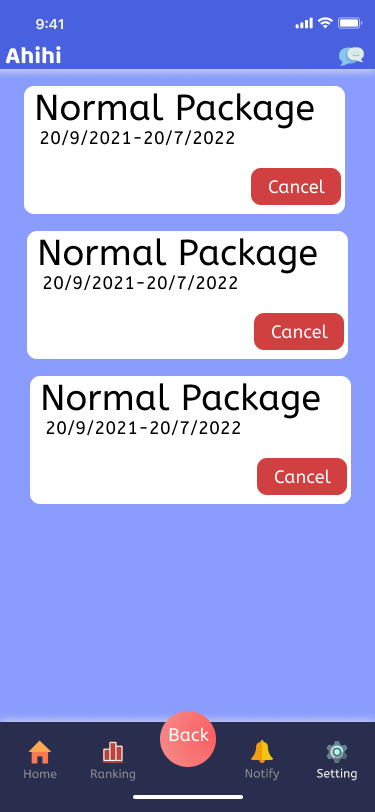 9:41
Ahihi
Normal Package
20/9/2021-20/7/2022
Cancel
Normal Package
20/9/2021-20/7/2022
Cancel
Normal Package
20/9/2021-20/7/2022
Cancel
Back
Home
Ranking
Notify
Setting